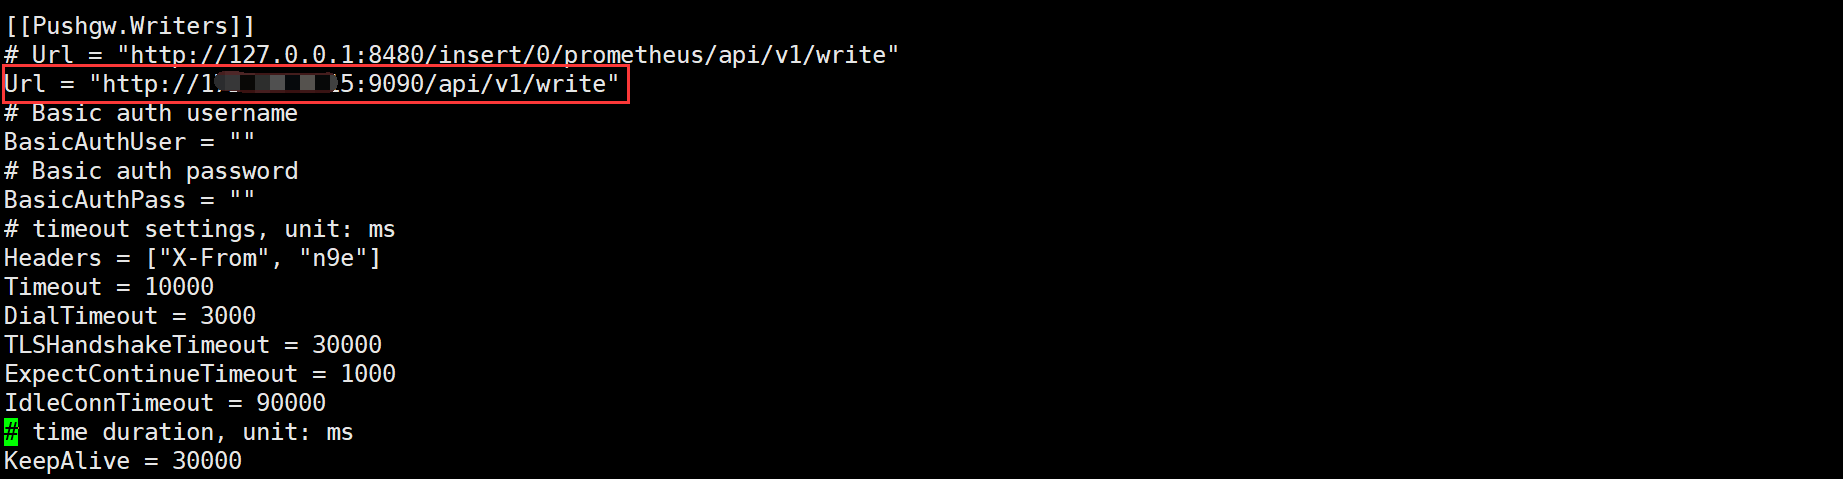 [[Pushgw.Writers]]
# Url = "http://127.0.0.1:8480/insert/0/prometheus/api/v1/write"
Url = "http://1 5:9090/api/v1/write"
# Basic auth username
BasicAuthUser = ""
# Basic auth password
BasicAuthPass = ""
# timeout settings, unit: ms
Headers = ["X-From", "n9e"]
Timeout = 10000
DialTimeout = 3000
TLSHandshakeTimeout = 30000
ExpectContinueTimeout = 1000
IdleConnTimeout = 90000
# time duration, unit: ms
KeepAlive = 30000